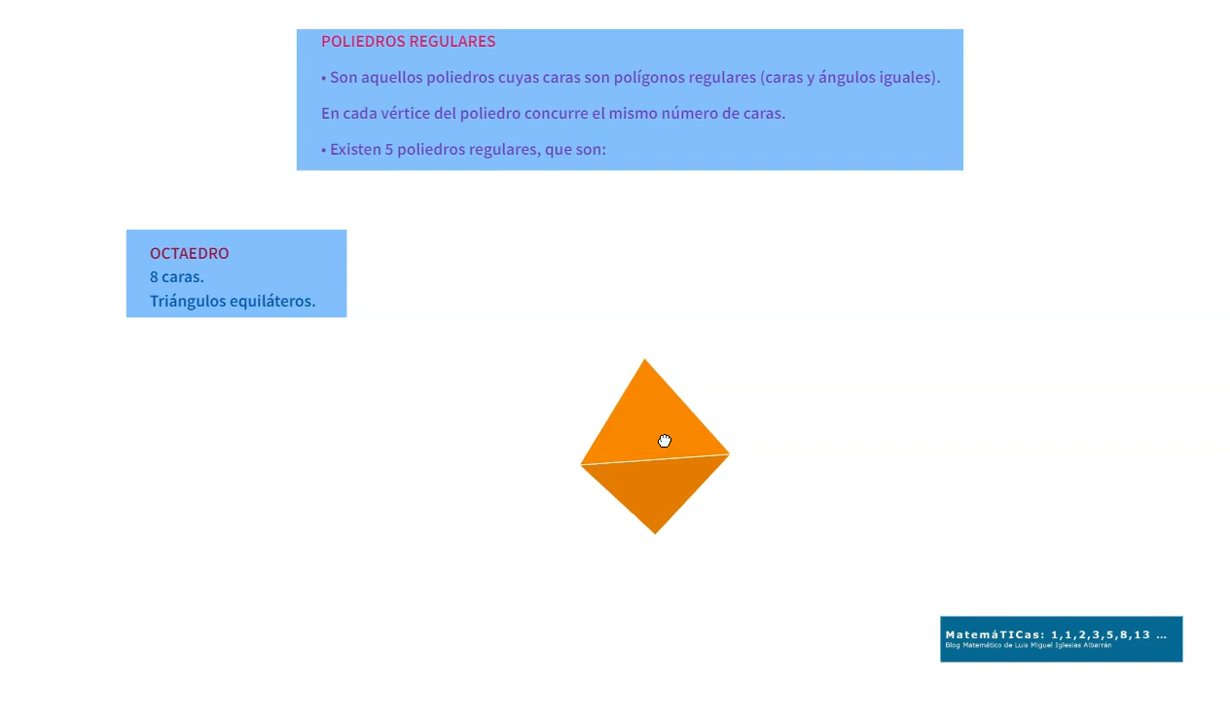 POLIEDROS REGULARES
• Son aquellos poliedros cuyas caras son polígonos regulares (caras y ángulos iguales).
En cada vértice del poliedro concurre el mismo número de caras.
• Existen 5 poliedros regulares, que son:
OCTAEDRO
8 caras.
Triángulos equiláteros.
MatemáTICas: 1,1,2,3,5,8,13 ...
Blog Matemático de Luis Miguel Iglesias Albarrán